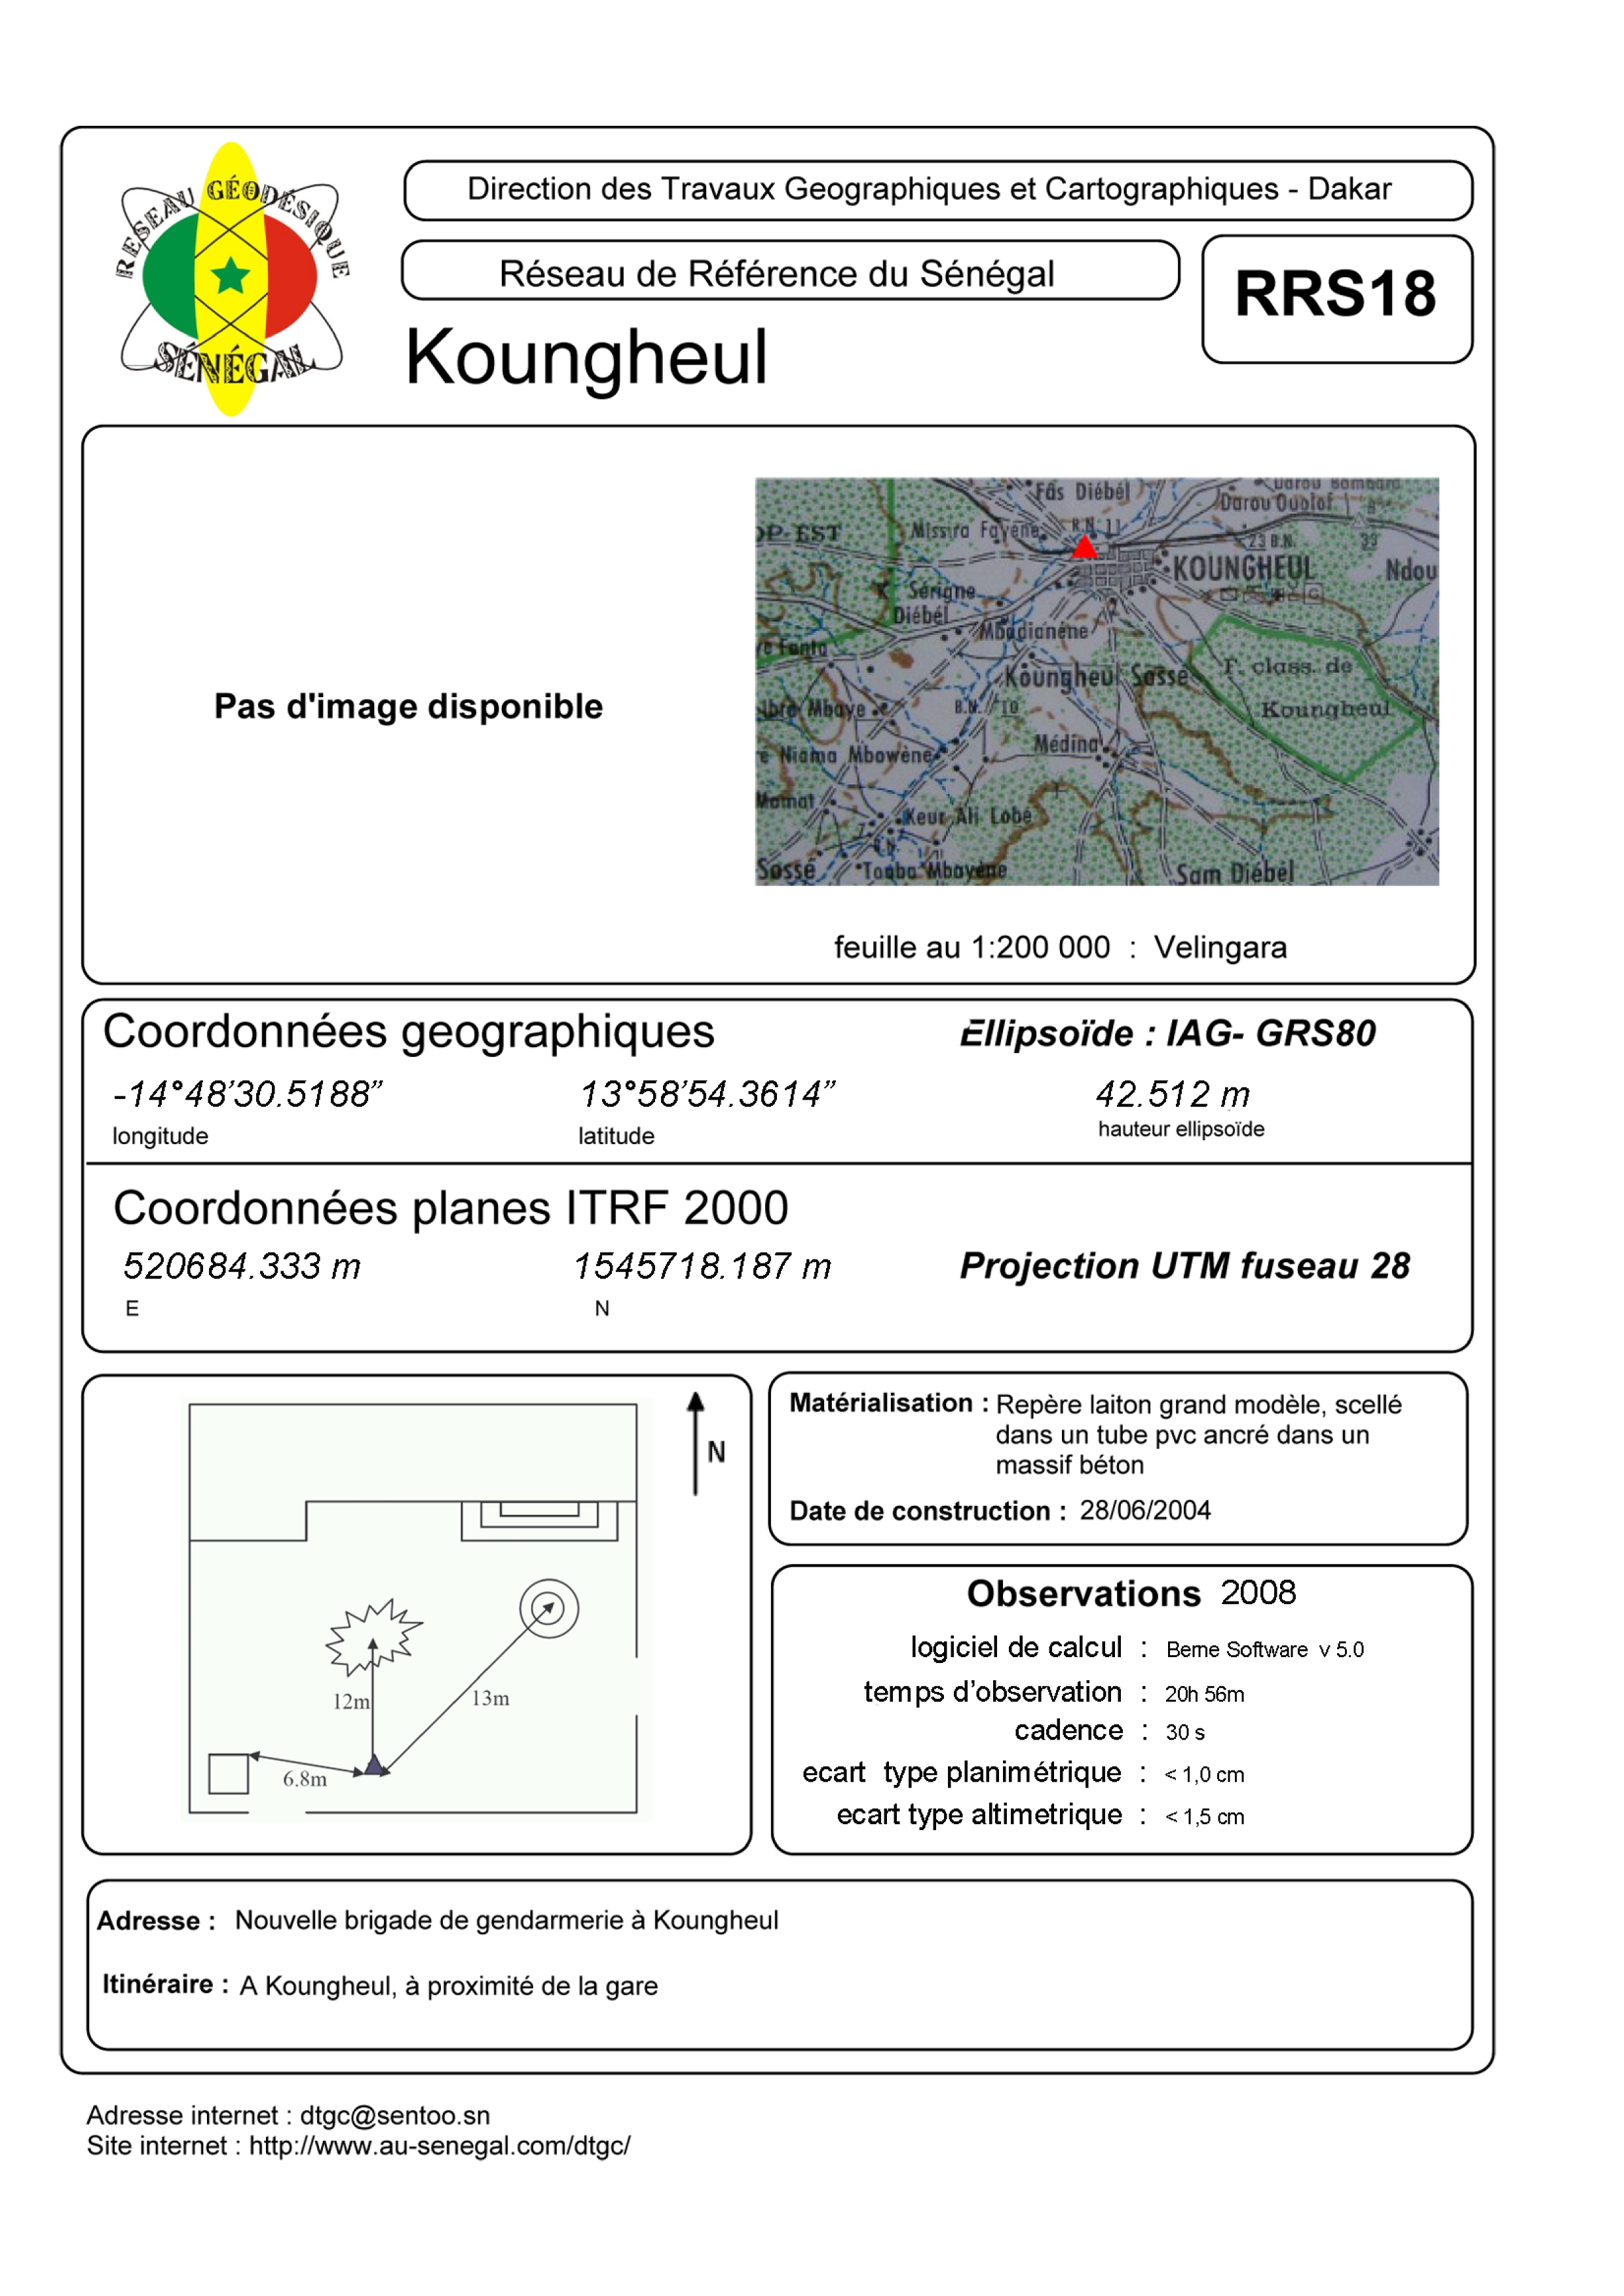 RESEAU GÉODÉSIQUE
SÉNÉGAL
Direction des Travaux Geographiques et Cartographiques - Dakar
Réseau de Référence du Sénégal
RRS18
Koungheul
Pas d'image disponible
Fâs Diébél
Darou Bambara
Darou Ouolof
Missira Fayène
R.N. 11
OP EST
23 B.N.
39
KOUNGHEUL
Ndou
Sérigne
Diébél
Mbadianène
Koungheul Sossé
F. class. de
Koungheul
Ibra Mbaye
B.N.
10
Médina
Niama Mbowène
Mamat
Keur Ali Lobé
Sossé
Touba Mbayène
Sam Diébel
feuille au 1:200 000 : Velingara
Coordonnées geographiques
Ellipsoïde : IAG- GRS80
-14°48’30.5188” 13°58’54.3614” 42.512 m
longitude latitude hauteur ellipsoïde
Coordonnées planes ITRF 2000
520684.333 m 1545718.187 m Projection UTM fuseau 28
E N
N
12m
13m
6.8m
Matérialisation : Repère laiton grand modèle, scellé
dans un tube pvc ancré dans un
massif béton
Date de construction : 28/06/2004
Observations 2008
logiciel de calcul : Berne Software v 5.0
temps d’observation : 20h 56m
cadence : 30 s
ecart type planimétrique : < 1,0 cm
ecart type altimetrique : < 1,5 cm
Adresse : Nouvelle brigade de gendarmerie à Koungheul
Itinéraire : A Koungheul, à proximité de la gare
Adresse internet : dtgc@sentoo.sn
Site internet : http://www.au-senegal.com/dtgc/